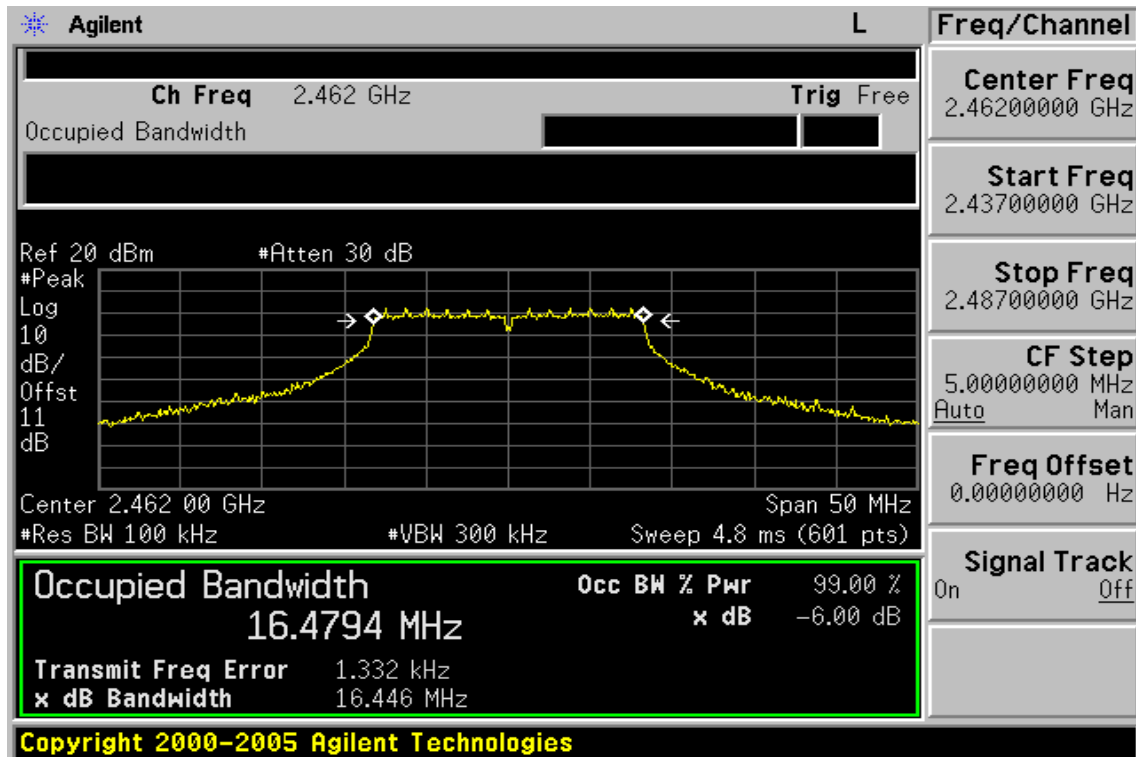 Agilent
L
Freq/Channel
Ch Freq 2.462 GHz
Trig Free
Occupied Bandwidth
Center Freq
2.46200000 GHz
Start Freq
2.43700000 GHz
Stop Freq
2.48700000 GHz
CF Step
5.00000000 MHz
Auto Man
Freq Offset
0.00000000 Hz
Signal Track
On Off
Ref 20 dBm #Atten 30 dB
#Peak
Log
10
dB/
Offst
11
dB
Center 2.462 00 GHz Span 50 MHz
#Res BW 100 kHz #VBW 300 kHz Sweep 4.8 ms (601 pts)
Occupied Bandwidth
16.4794 MHz
Occ BW % Pwr 99.00 %
x dB -6.00 dB
Transmit Freq Error 1.332 kHz
x dB Bandwidth 16.446 MHz
Copyright 2000-2005 Agilent Technologies